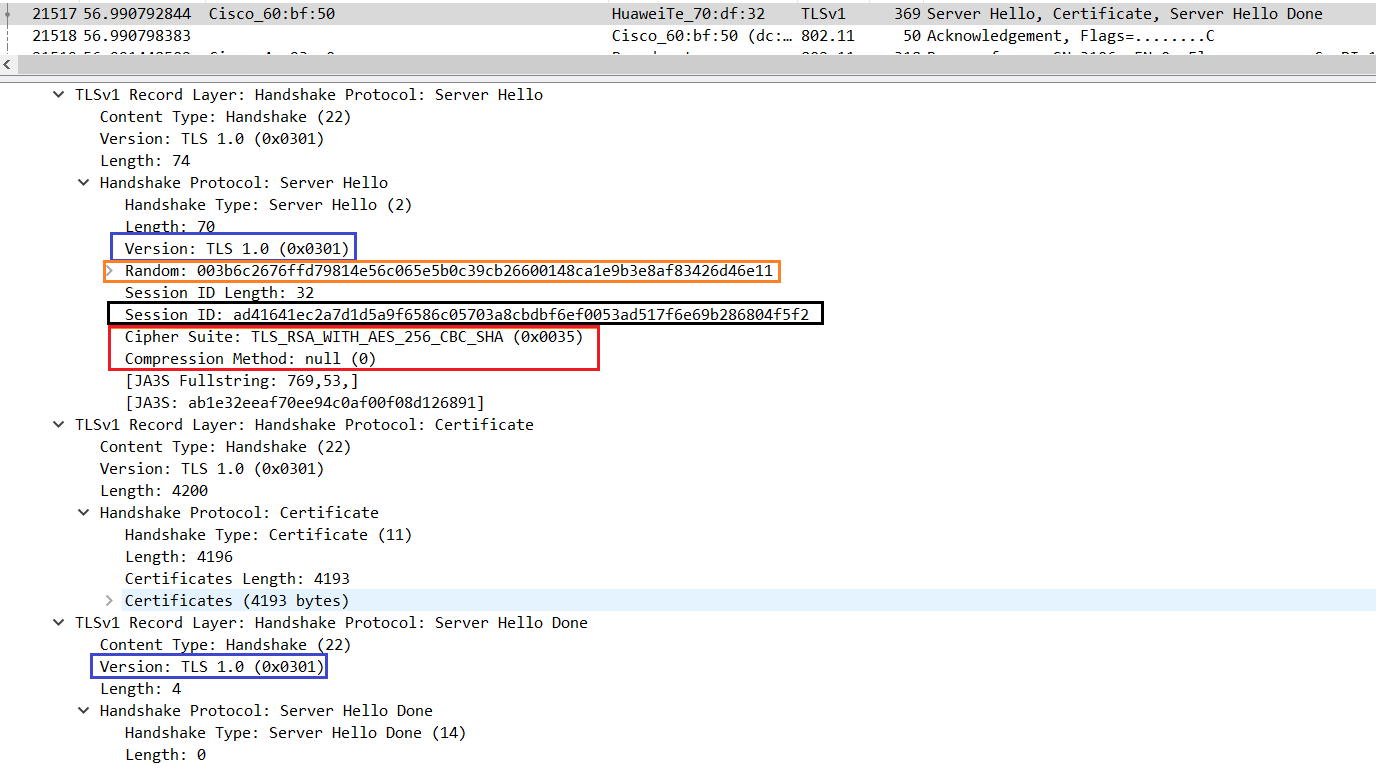 21517 56.990792844 Cisco_60:bf:50 HuaweiTe_70:df:32 TLSv1 369 Server Hello, Certificate, Server Hello Done
21518 56.990798383 Cisco_60:bf:50 (dc:… 802.11 50 Acknowledgement, Flags=........C
TLSv1 Record Layer: Handshake Protocol: Server Hello
Content Type: Handshake (22)
Version: TLS 1.0 (0x0301)
Length: 74
Handshake Protocol: Server Hello
Handshake Type: Server Hello (2)
Length: 70
Version: TLS 1.0 (0x0301)
Random: 003b6c2676ffd79814e56c065e5b0c39cb26600148ca1e9b3e8af83426d46e11
Session ID Length: 32
Session ID: ad41641ec2a7d1d5a9f6586c05703a8cbdbf6ef0053ad517f6e69b286804f5f2
Cipher Suite: TLS_RSA_WITH_AES_256_CBC_SHA (0x0035)
Compression Method: null (0)
[JA3S Fullstring: 769,53,]
[JA3S: ab1e32eeaf70ee94c0af00f08d126891]
TLSv1 Record Layer: Handshake Protocol: Certificate
Content Type: Handshake (22)
Version: TLS 1.0 (0x0301)
Length: 4200
Handshake Protocol: Certificate
Handshake Type: Certificate (11)
Length: 4196
Certificates Length: 4193
Certificates (4193 bytes)
TLSv1 Record Layer: Handshake Protocol: Server Hello Done
Content Type: Handshake (22)
Version: TLS 1.0 (0x0301)
Length: 4
Handshake Protocol: Server Hello Done
Handshake Type: Server Hello Done (14)
Length: 0